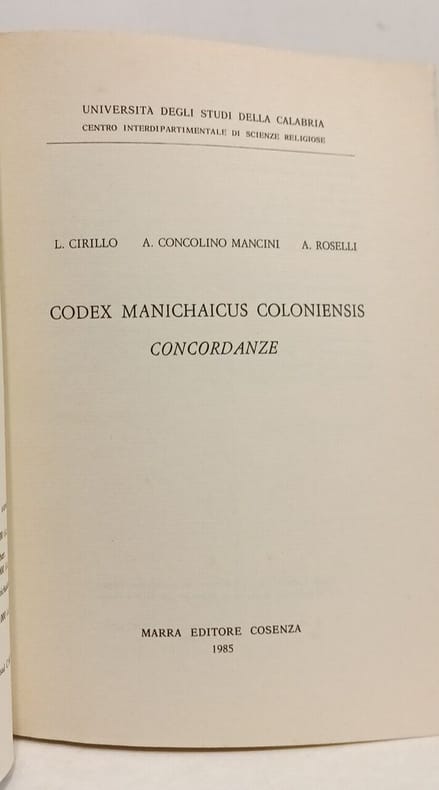 UNIVERSITÀ DEGLI STUDI DELLA CALABRIA
CENTRO INTERDIPARTIMENTALE DI SCIENZE RELIGIOSE
L. CIRILLO A. CONCOLINO MANCINI A. ROSELLI
CODEX MANICHAICUS COLONIENSIS
CONCORDANZE
MARRA EDITORE COSENZA
1985